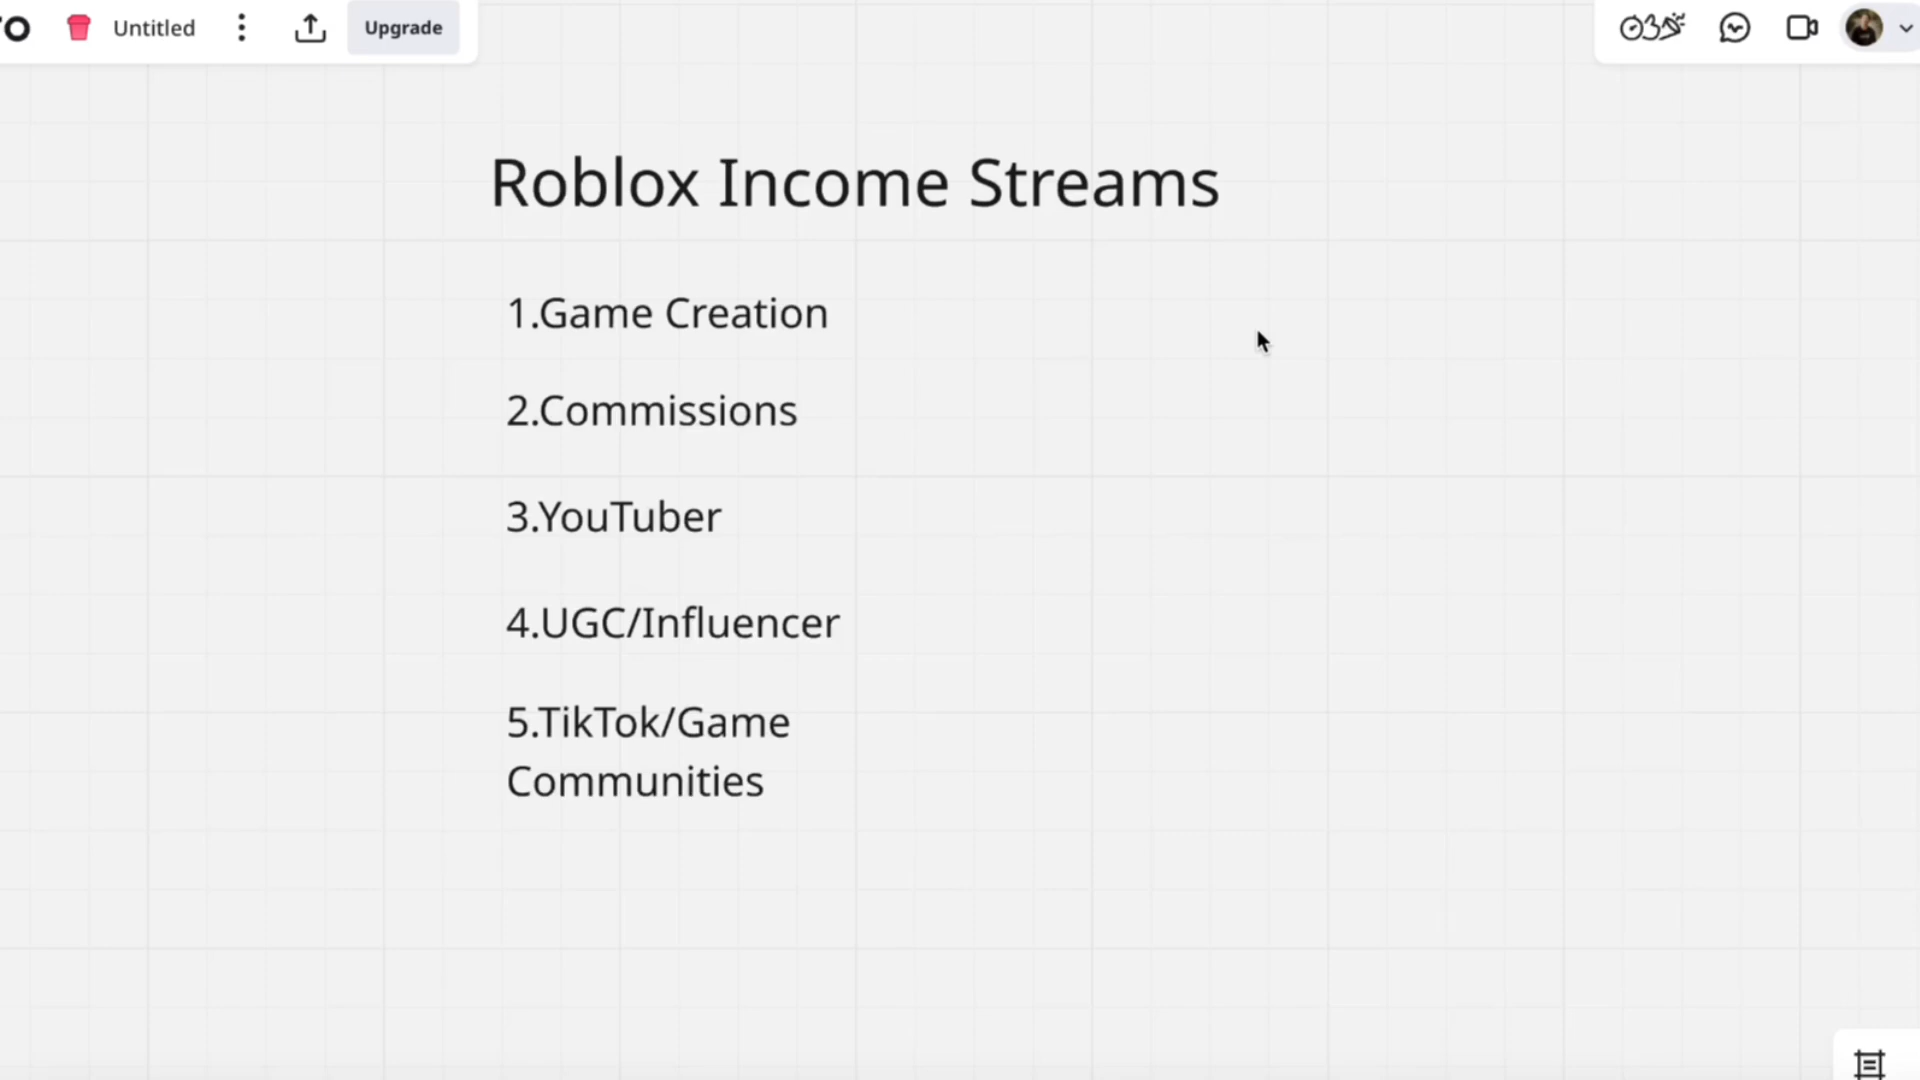 Untitled
Upgrade
Roblox Income Streams
1.Game Creation
2.Commissions
3.YouTuber
4.UGC/Influencer
5.TikTok/Game
Communities